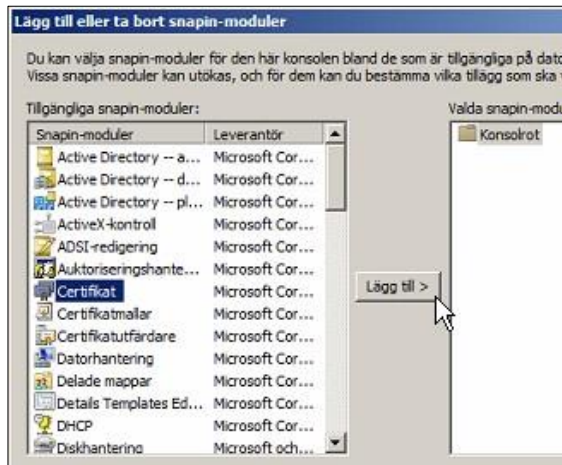 Lägg till eller ta bort snapin-moduler
Du kan välja snapin-moduler för den här konsolen bland de som är tillgängliga på dato
Vissa snapin-moduler kan utökas, och för dem kan du bestämma vilka tillägg som ska
Tillgängliga snapin-moduler:
Valda snapin-modu
Snapin-moduler Leverantör
Konsolrot
Active Directory -- a... Microsoft Cor...
Active Directory -- d... Microsoft Cor...
Active Directory -- pl... Microsoft Cor...
ActiveX-kontroll Microsoft Cor...
ADSI-redigering Microsoft Cor...
Auktoriseringshante... Microsoft Cor...
Certifikat Microsoft Cor...
Lägg till >
Certifikatmallar Microsoft Cor...
Certifikatutfärdare Microsoft Cor...
Datorhantering Microsoft Cor...
Delade mappar Microsoft Cor...
Details Templates Ed... Microsoft Cor...
DHCP Microsoft Cor...
Diskhantering Microsoft och...